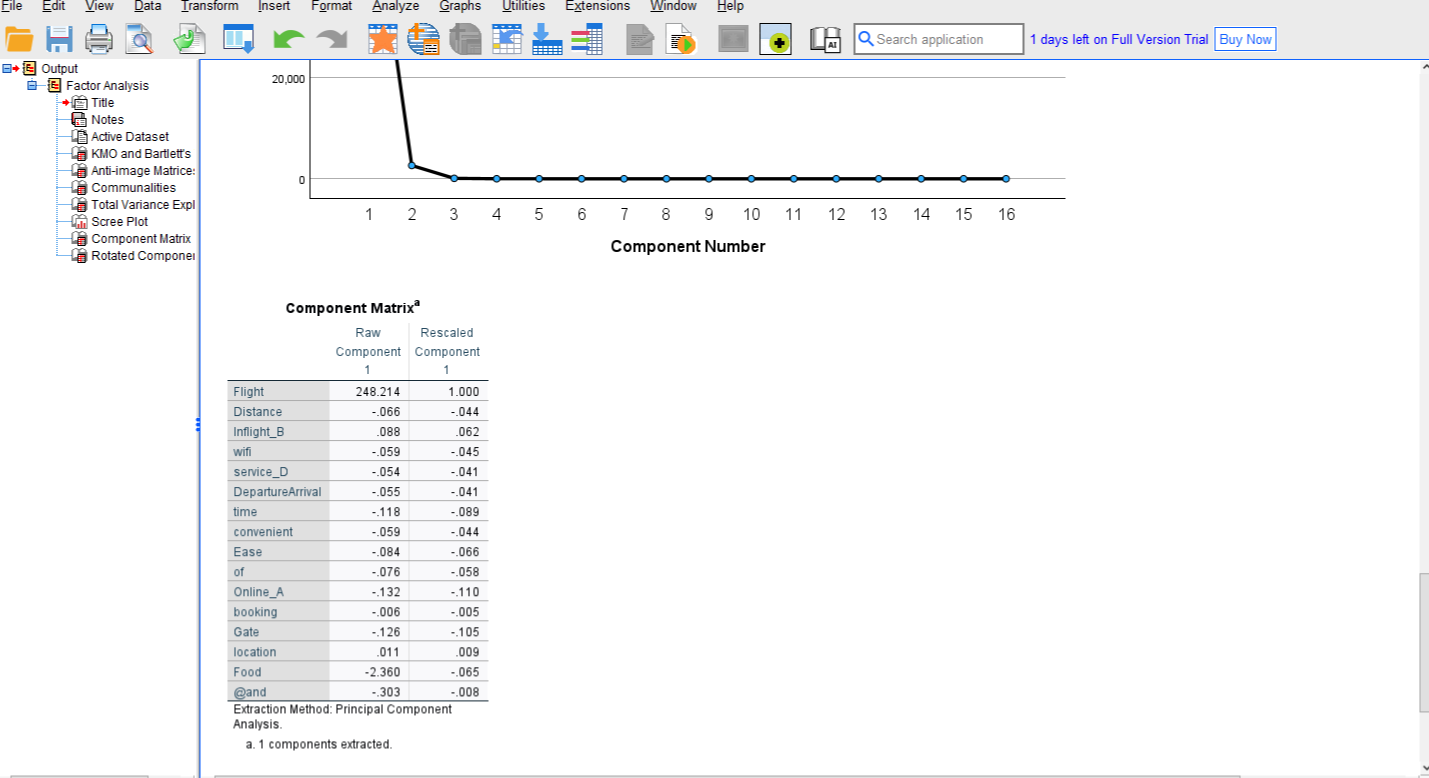 File Edit View Data Transform Insert Format Analyze Graphs Utilities Extensions Window Help
AI Search application 1 days left on Full Version Trial Buy Now
Output
Factor Analysis
Title
Notes
Active Dataset
KMO and Bartlett's
Anti-image Matrices
Communalities
Total Variance Expl
Scree Plot
Component Matrix
Rotated Componen
20,000
0
1 2 3 4 5 6 7 8 9 10 11 12 13 14 15 16
Component Number
Component Matrixa
Raw Rescaled
Component Component
1 1
Flight 248.214 1.000
Distance -.066 -.044
Inflight_B .088 .062
wifi -.059 -.045
service_D -.054 -.041
DepartureArrival -.055 -.041
time -.118 -.089
convenient -.059 -.044
Ease -.084 -.066
of -.076 -.058
Online_A -.132 -.110
booking -.006 -.005
Gate -.126 -.105
location .011 .009
Food -2.360 -.065
@and -.303 -.008
Extraction Method: Principal Component
Analysis.
a. 1 components extracted.